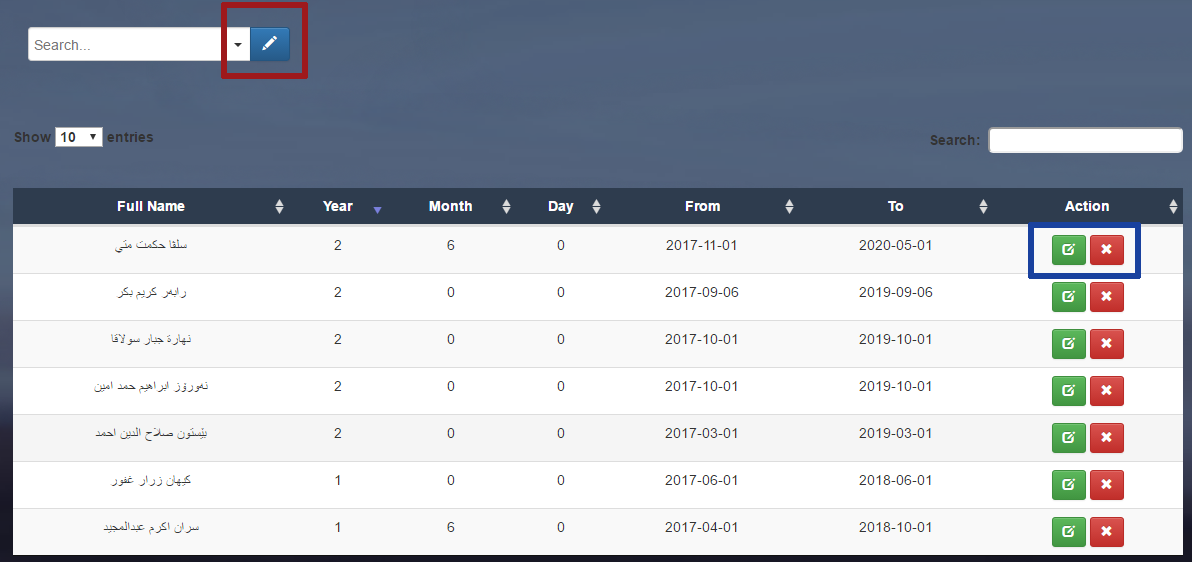 Search...
Show 10 entries
Search:
Full Name Year Month Day From To Action
سلفا حكمت متي 2 6 0 2017-11-01 2020-05-01
رابەر كريم بكر 2 0 0 2017-09-06 2019-09-06
نهارة جبار سولاقا 2 0 0 2017-10-01 2019-10-01
نەورۆز ابراهيم حمد امين 2 0 0 2017-10-01 2019-10-01
بێستون صلاح الدين احمد 2 0 0 2017-03-01 2019-03-01
كيهان زرار غفور 1 0 0 2017-06-01 2018-06-01
سران اكرم عبدالمجيد 1 6 0 2017-04-01 2018-10-01